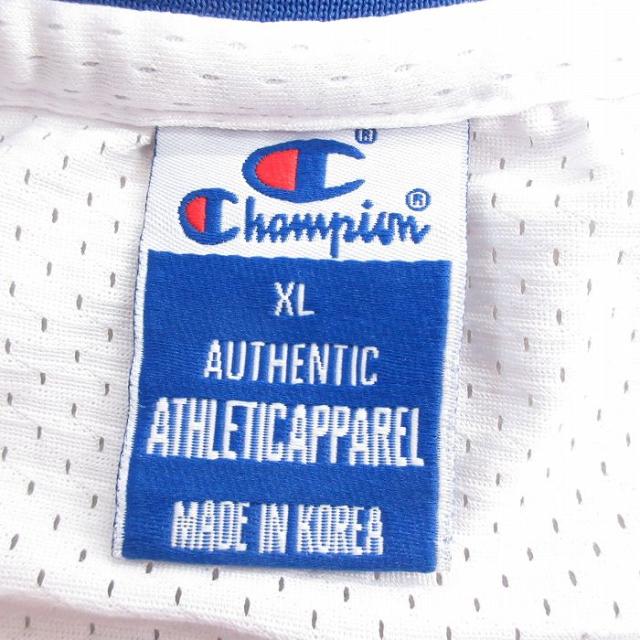 ®
Champion®
XL
AUTHENTIC
ATHLETICAPPAREL
MADE IN KOREA